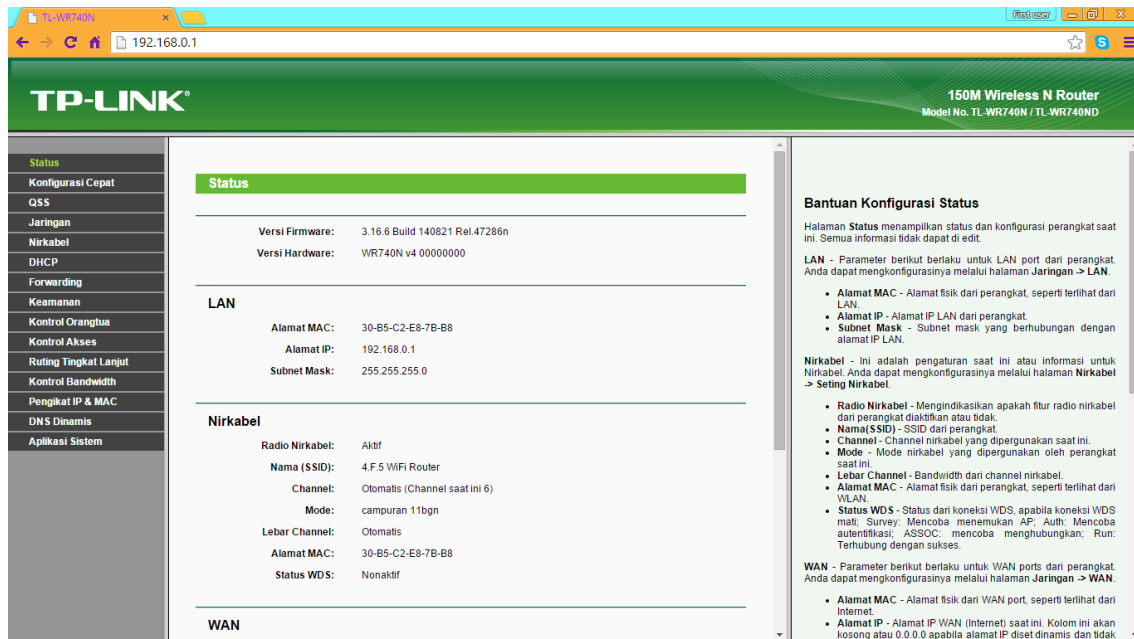 TL-WR740N
First user
192.168.0.1
TP-LINK®
150M Wireless N Router
Model No. TL-WR740N / TL-WR740ND
Status
Konfigurasi Cepat
QSS
Jaringan
Nirkabel
DHCP
Forwarding
Keamanan
Kontrol Orangtua
Kontrol Akses
Ruting Tingkat Lanjut
Kontrol Bandwidth
Pengikat IP & MAC
DNS Dinamis
Aplikasi Sistem
Status
Versi Firmware: 3.16.6 Build 140821 Rel.47286n
Versi Hardware: WR740N v4 00000000
LAN
Alamat MAC: 30-B5-C2-E8-7B-B8
Alamat IP: 192.168.0.1
Subnet Mask: 255.255.255.0
Nirkabel
Radio Nirkabel: Aktif
Nama (SSID): 4.F.5 WiFi Router
Channel: Otomatis (Channel saat ini 6)
Mode: campuran 11bgn
Lebar Channel: Otomatis
Alamat MAC: 30-B5-C2-E8-7B-B8
Status WDS: Nonaktif
WAN
Bantuan Konfigurasi Status
Halaman Status menampilkan status dan konfigurasi perangkat saat
ini. Semua informasi tidak dapat di edit.
LAN - Parameter berikut berlaku untuk LAN port dari perangkat.
Anda dapat mengkonfigurasinya melalui halaman Jaringan -> LAN.
• Alamat MAC - Alamat fisik dari perangkat, seperti terlihat dari
LAN.
• Alamat IP - Alamat IP LAN dari perangkat.
• Subnet Mask - Subnet mask yang berhubungan dengan
alamat IP LAN.
Nirkabel - Ini adalah pengaturan saat ini atau informasi untuk
Nirkabel. Anda dapat mengkonfigurasinya melalui halaman Nirkabel
-> Seting Nirkabel.
• Radio Nirkabel - Mengindikasikan apakah fitur radio nirkabel
dari perangkat diaktifkan atau tidak.
• Nama(SSID) - SSID dari perangkat.
• Channel - Channel nirkabel yang dipergunakan saat ini.
• Mode - Mode nirkabel yang dipergunakan oleh perangkat
saat ini.
• Lebar Channel - Bandwidth dari channel nirkabel.
• Alamat MAC - Alamat fisik dari perangkat, seperti terlihat dari
WLAN.
• Status WDS - Status dari koneksi WDS, apabila koneksi WDS
mati; Survey: Mencoba menemukan AP; Auth: Mencoba
autentifikasi; ASSOC: mencoba menghubungkan; Run:
Terhubung dengan sukses.
WAN - Parameter berikut berlaku untuk WAN ports dari perangkat.
Anda dapat mengkonfigurasinya melalui halaman Jaringan -> WAN.
• Alamat MAC - Alamat fisik dari WAN port, seperti terlihat dari
Internet.
• Alamat IP - Alamat IP WAN (Internet) saat ini. Kolom ini akan
kosong atau 0.0.0.0 apabila alamat IP diset dinamis dan tidak